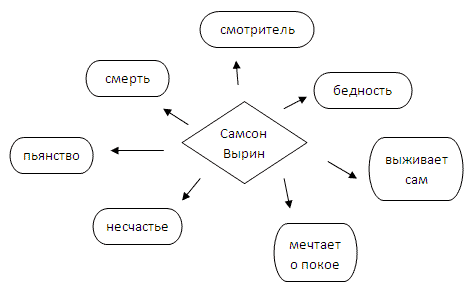 смотритель
смерть
бедность
Самсон
Вырин
пьянство
выживает
сам
несчастье
мечтает
о покое